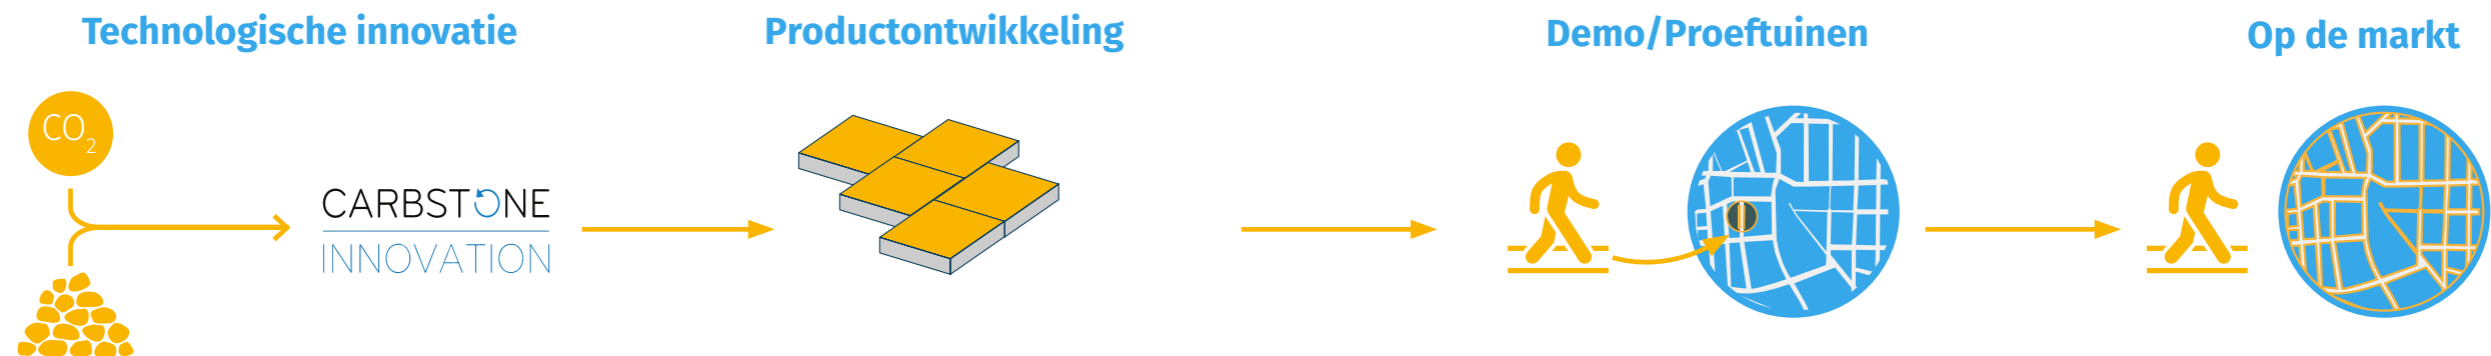 Technologische innovatie
Productontwikkeling
Demo/Proeftuinen
Op de markt
CO2
CARBSTONE
INNOVATION